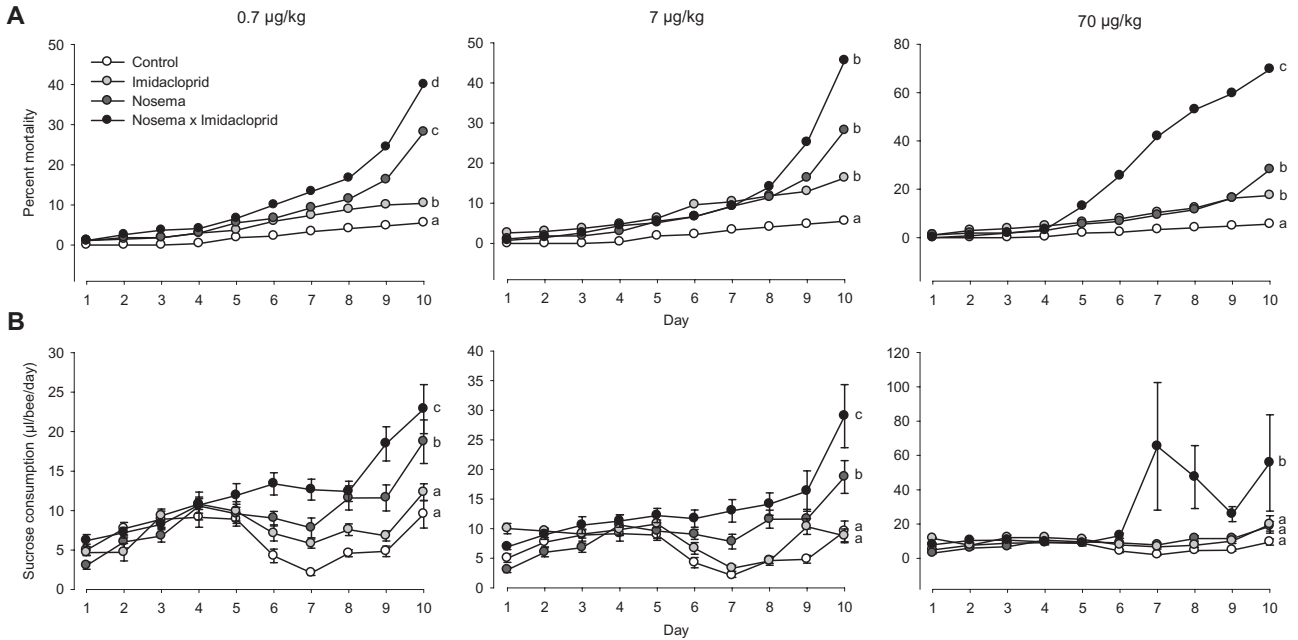 A
0.7 µg/kg
7 µg/kg
70 µg/kg
Percent mortality
50
40
30
20
10
0
Control
Imidacloprid
Nosema
Nosema x Imidacloprid
d
c
b
a
1 2 3 4 5 6 7 8 9 10
50
40
30
20
10
0
b
b
b
a
1 2 3 4 5 6 7 8 9 10
Day
80
60
40
20
0
c
b
b
a
1 2 3 4 5 6 7 8 9 10
B
Sucrose consumption (µl/bee/day)
30
25
20
15
10
5
0
c
b
a
a
1 2 3 4 5 6 7 8 9 10
40
35
30
25
20
15
10
5
0
c
b
a
a
1 2 3 4 5 6 7 8 9 10
Day
120
100
80
60
40
20
0
b
a
a
a
1 2 3 4 5 6 7 8 9 10